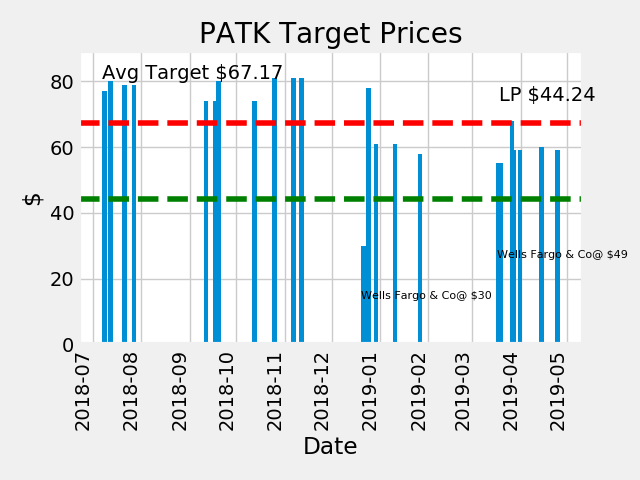 PATK Target Prices
Avg Target $67.17
LP $44.24
Wells Fargo & Co@ $49
Wells Fargo & Co@ $30
$
80
60
40
20
0
2018-07
2018-08
2018-09
2018-10
2018-11
2018-12
2019-01
2019-02
2019-03
2019-04
2019-05
Date